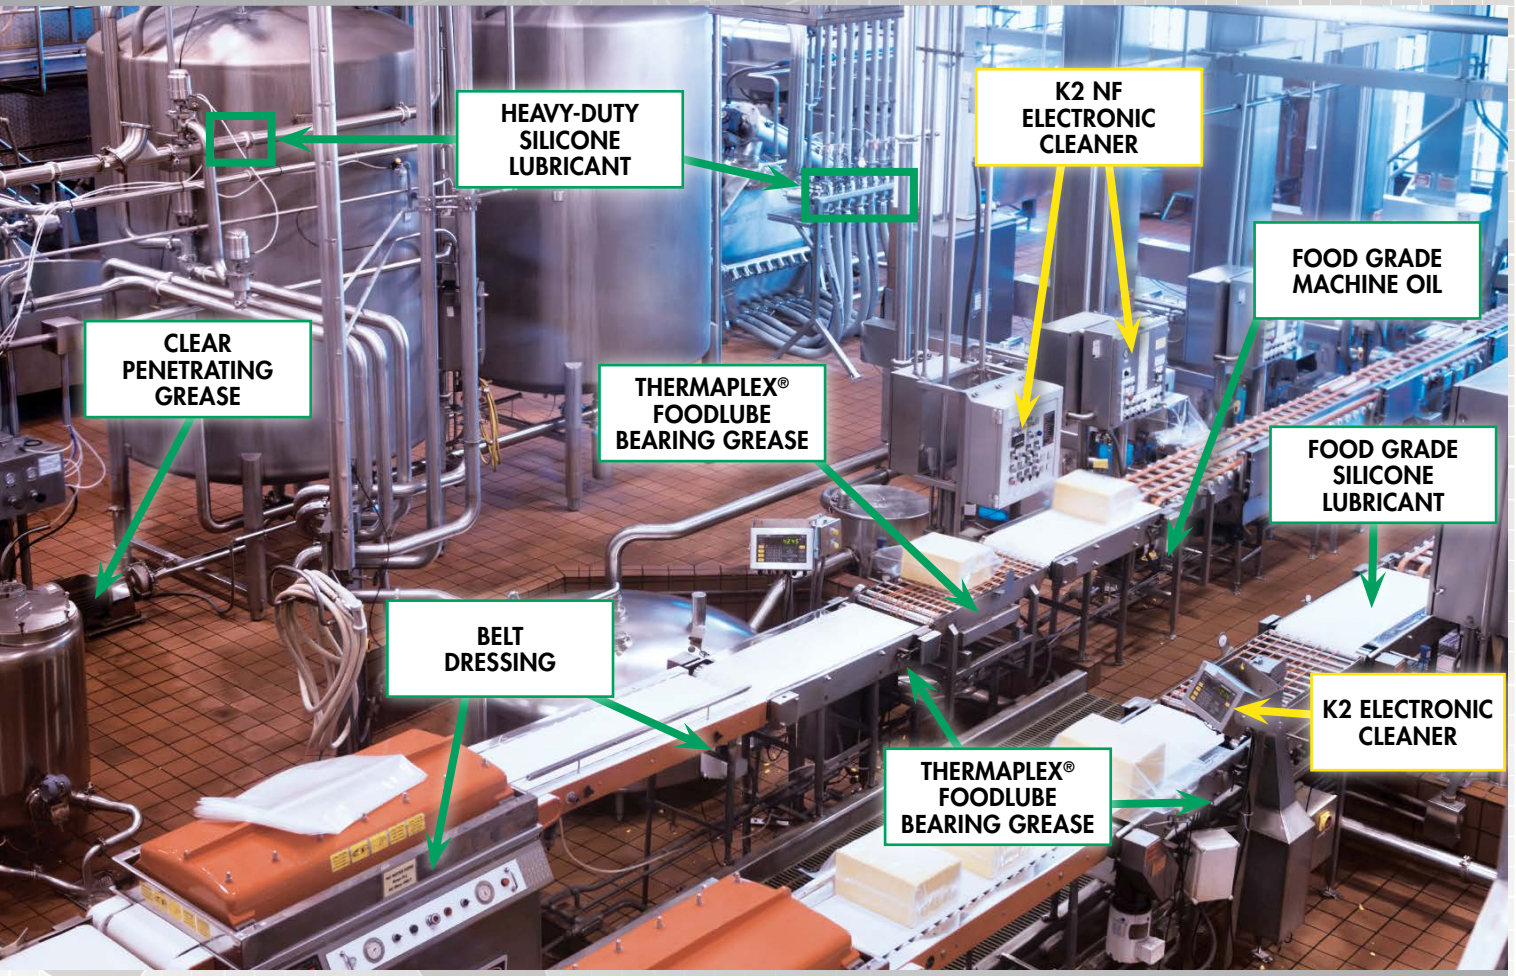 HEAVY-DUTY
SILICONE
LUBRICANT
K2 NF
ELECTRONIC
CLEANER
FOOD GRADE
MACHINE OIL
CLEAR
PENETRATING
GREASE
THERMAPLEX®
FOODLUBE
BEARING GREASE
FOOD GRADE
SILICONE
LUBRICANT
BELT
DRESSING
K2 ELECTRONIC
CLEANER
THERMAPLEX®
FOODLUBE
BEARING GREASE